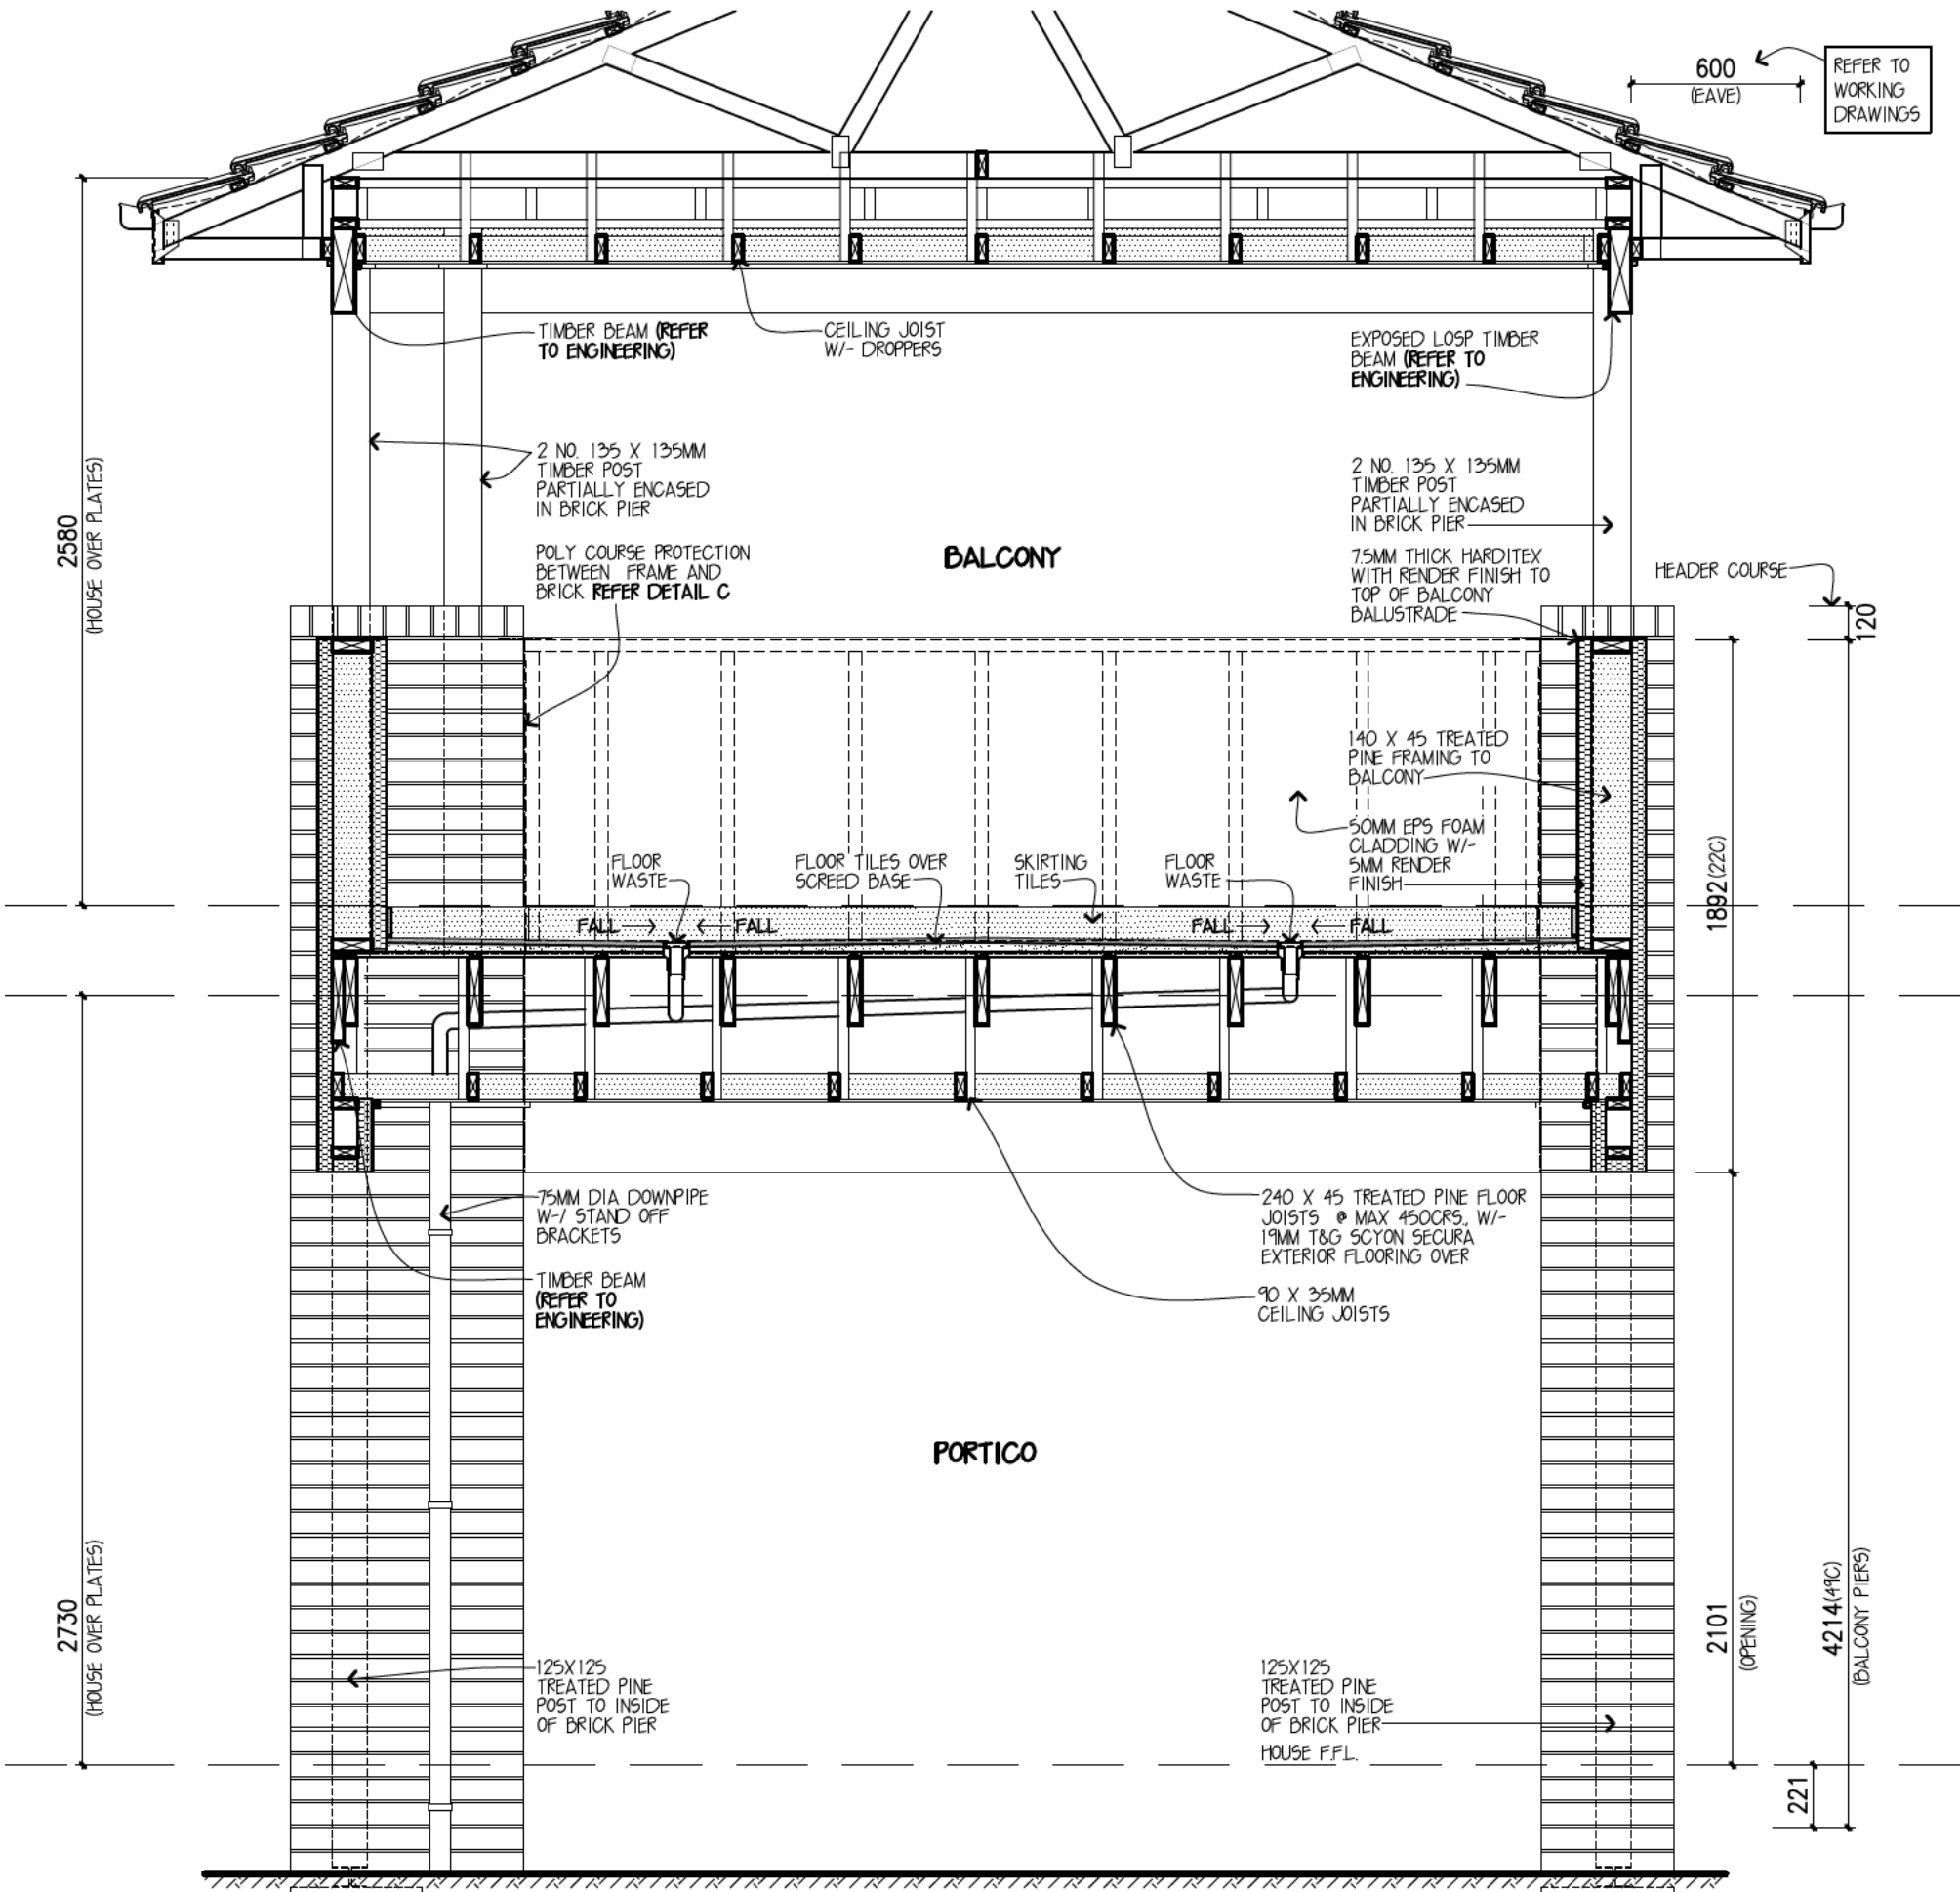 600
(EAVE)
REFER TO
WORKING
DRAWINGS
TIMBER BEAM (REFER
TO ENGINEERING)
CEILING JOIST
W/- DROPPERS
EXPOSED LOSP TIMBER
BEAM (REFER TO
ENGINEERING)
2580
(HOUSE OVER PLATES)
2 NO. 135 X 135MM
TIMBER POST
PARTIALLY ENCASED
IN BRICK PIER
2 NO. 135 X 135MM
TIMBER POST
PARTIALLY ENCASED
IN BRICK PIER
POLY COURSE PROTECTION
BETWEEN FRAME AND
BRICK REFER DETAIL C
BALCONY
7.5MM THICK HARDITEX
WITH RENDER FINISH TO
TOP OF BALCONY
BALUSTRADE
HEADER COURSE
120
140 X 45 TREATED
PINE FRAMING TO
BALCONY
50MM EPS FOAM
CLADDING W/-
5MM RENDER
FINISH
1892(22C)
FLOOR
WASTE
FLOOR TILES OVER
SCREED BASE
SKIRTING
TILES
FLOOR
WASTE
FALL
FALL
FALL
FALL
75MM DIA DOWNPIPE
W-/ STAND OFF
BRACKETS
TIMBER BEAM
(REFER TO
ENGINEERING)
240 X 45 TREATED PINE FLOOR
JOISTS @ MAX 450CRS., W/-
19MM T&G SCYON SECURA
EXTERIOR FLOORING OVER
90 X 35MM
CEILING JOISTS
PORTICO
2730
(HOUSE OVER PLATES)
2101
(OPENING)
4214(49C)
(BALCONY PIERS)
125X125
TREATED PINE
POST TO INSIDE
OF BRICK PIER
125X125
TREATED PINE
POST TO INSIDE
OF BRICK PIER
HOUSE F.F.L.
221